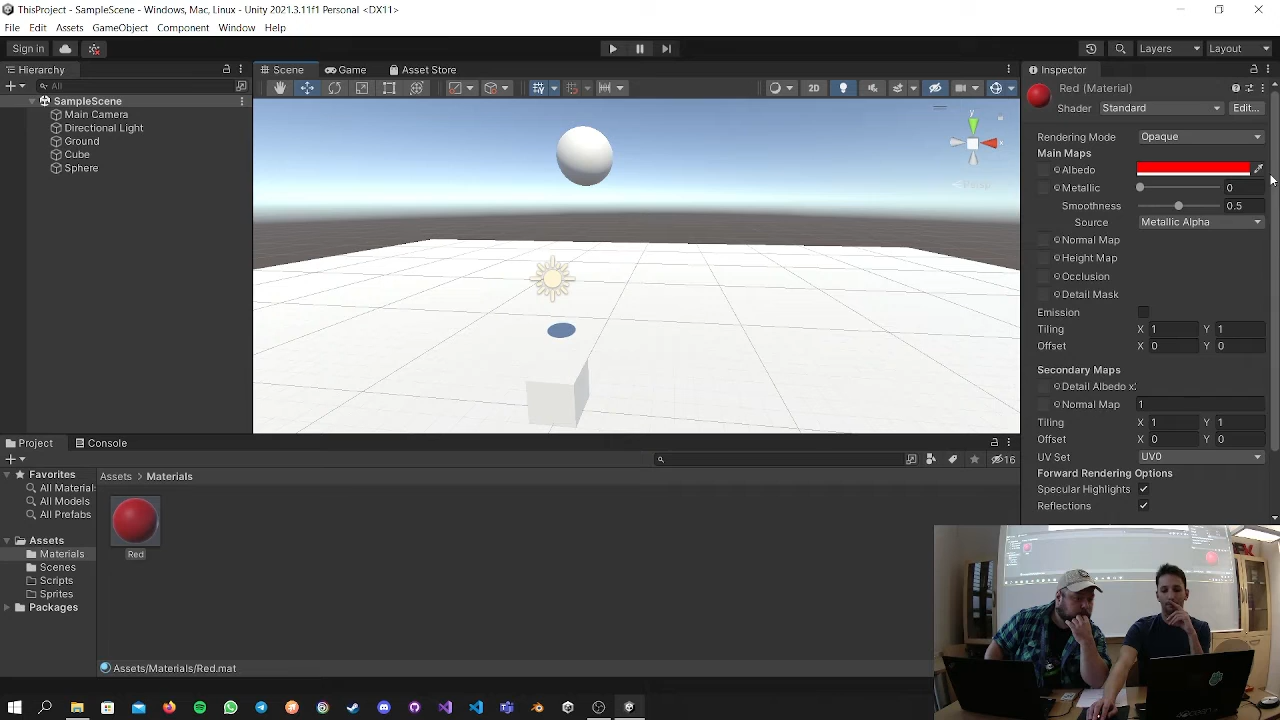 ThisProject - SampleScene - Windows, Mac, Linux - Unity 2021.3.11f1 Personal <DX11>
File Edit Assets GameObject Component Window Help
Sign in
Layers
Layout
Hierarchy
Scene
Game
Asset Store
Inspector
All
2D
SampleScene
Main Camera
Directional Light
Ground
Cube
Sphere
y
x
Persp
Red (Material)
Shader Standard Edit...
Rendering Mode Opaque
Main Maps
Albedo
Metallic 0
Smoothness 0.5
Source Metallic Alpha
Normal Map
Height Map
Occlusion
Detail Mask
Emission
Tiling X 1 Y 1
Offset X 0 Y 0
Secondary Maps
Detail Albedo x
Normal Map 1
Tiling X 1 Y 1
Offset X 0 Y 0
UV Set UV0
Forward Rendering Options
Specular Highlights
Reflections
Project
Console
16
Favorites
All Material
All Models
All Prefabs
Assets
Materials
Scenes
Scripts
Sprites
Packages
Assets > Materials
Red
Assets/Materials/Red.mat